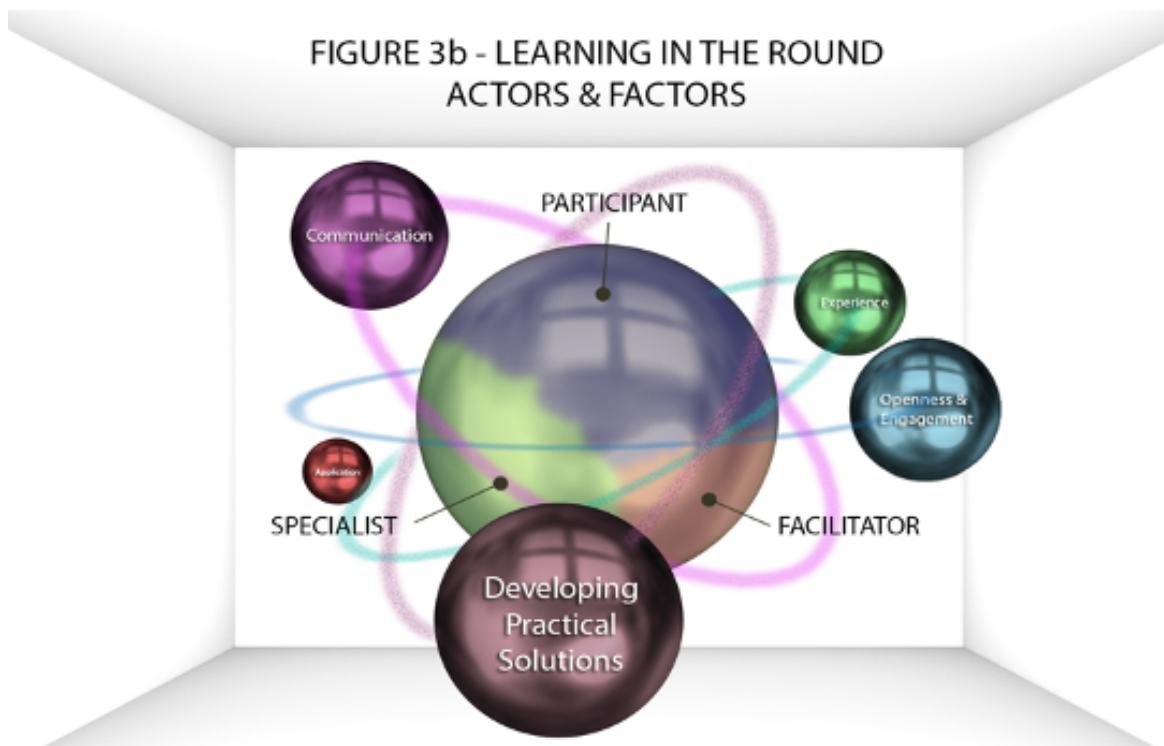 FIGURE 3b - LEARNING IN THE ROUND
ACTORS & FACTORS
PARTICIPANT
Communication
Experience
Openness &
Engagement
Application
SPECIALIST
FACILITATOR
Developing
Practical
Solutions